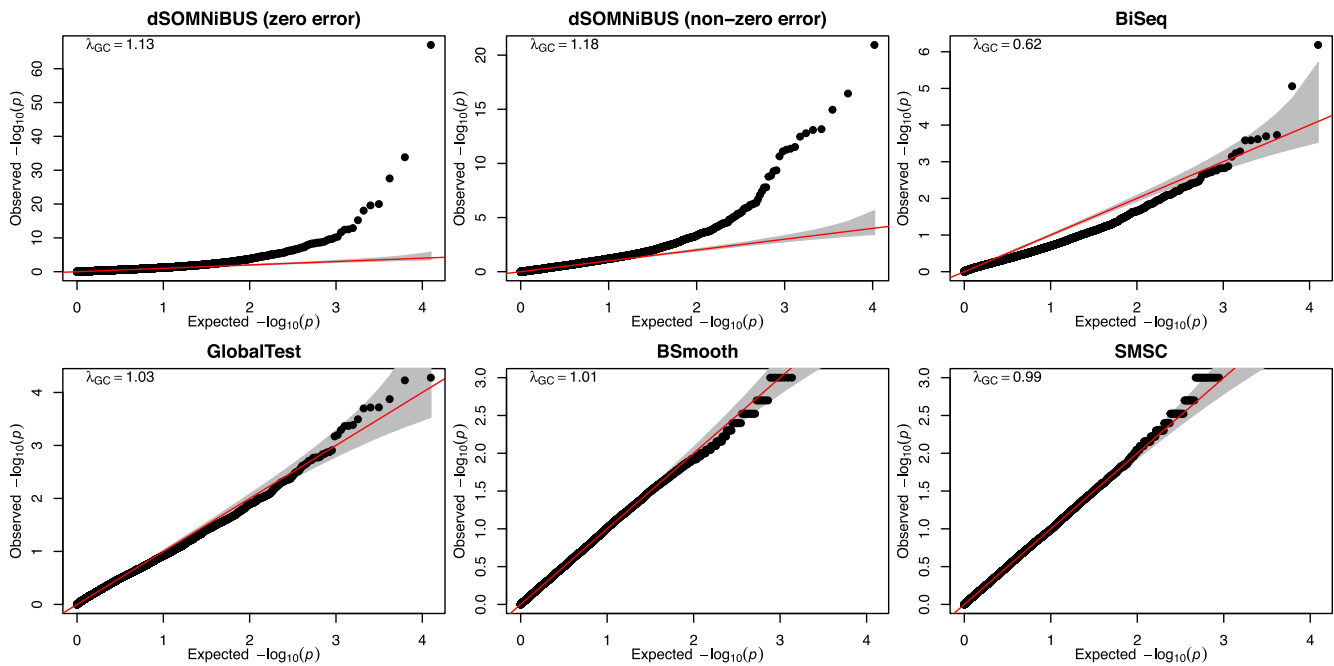 dSOMNiBUS (zero error)
λGC = 1.13
Observed −log10(p)
0 10 20 30 40 50 60
0 1 2 3 4
Expected −log10(p)
dSOMNiBUS (non−zero error)
λGC = 1.18
Observed −log10(p)
0 5 10 15 20
0 1 2 3 4
Expected −log10(p)
BiSeq
λGC = 0.62
Observed −log10(p)
0 1 2 3 4 5 6
0 1 2 3 4
Expected −log10(p)
GlobalTest
λGC = 1.03
Observed −log10(p)
0 1 2 3 4
0 1 2 3 4
Expected −log10(p)
BSmooth
λGC = 1.01
Observed −log10(p)
0.0 0.5 1.0 1.5 2.0 2.5 3.0
0 1 2 3 4
Expected −log10(p)
SMSC
λGC = 0.99
Observed −log10(p)
0.0 0.5 1.0 1.5 2.0 2.5 3.0
0 1 2 3 4
Expected −log10(p)